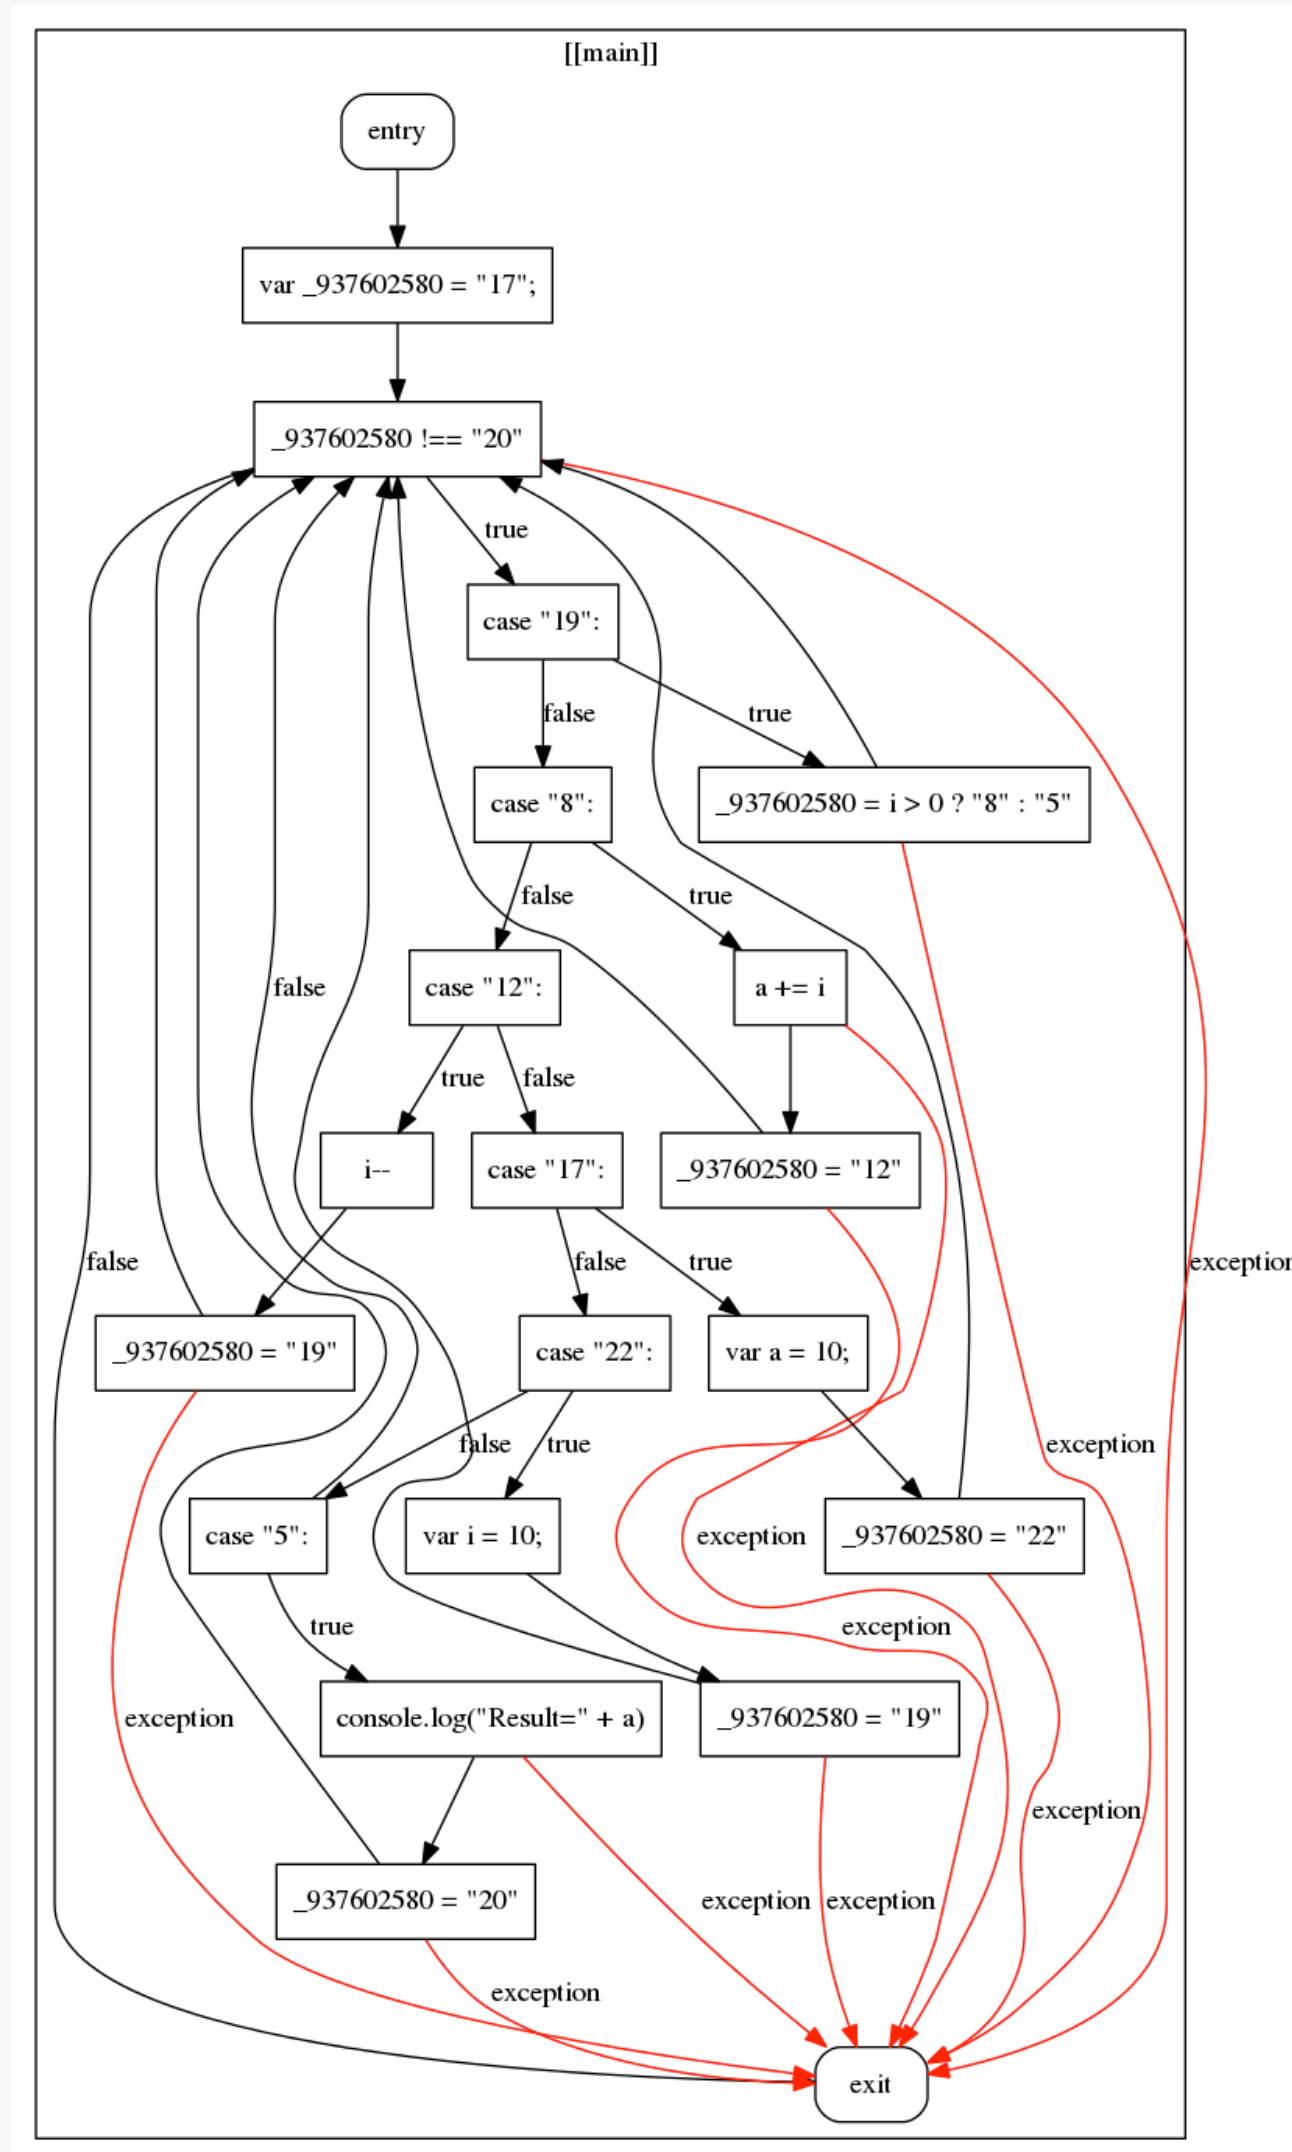 [[main]]
entry
var _937602580 = "17";
_937602580 !== "20"
true
case "19":
false
true
case "8":
_937602580 = i > 0 ? "8" : "5"
false
true
false
case "12":
a += i
true
false
i--
case "17":
_937602580 = "12"
false
false
true
exception
_937602580 = "19"
case "22":
var a = 10;
false
true
exception
case "5":
var i = 10;
exception
_937602580 = "22"
true
exception
exception
console.log("Result=" + a)
_937602580 = "19"
exception
_937602580 = "20"
exception
exception
exception
exit